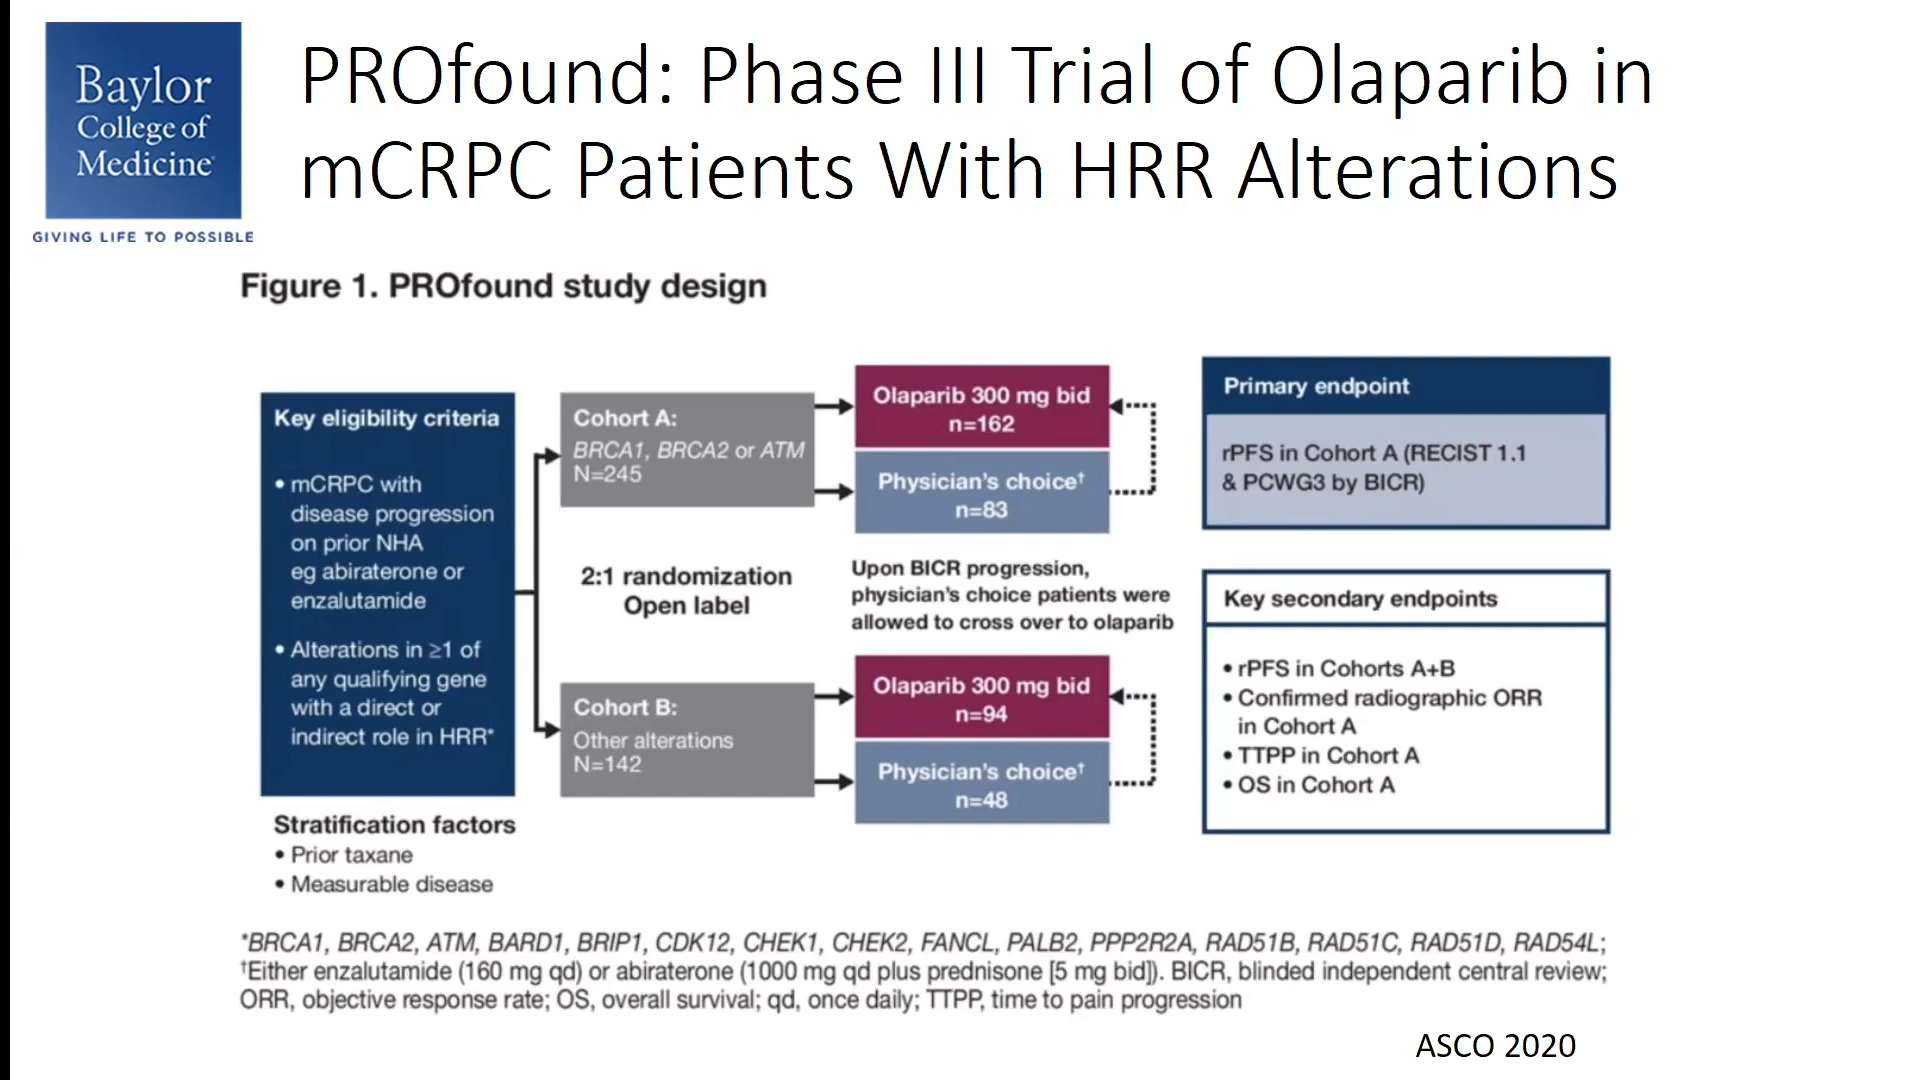 Baylor
College of
Medicine
GIVING LIFE TO POSSIBLE
PROfound: Phase III Trial of Olaparib in
mCRPC Patients With HRR Alterations
Figure 1. PROfound study design
Key eligibility criteria
• mCRPC with
disease progression
on prior NHA
eg abiraterone or
enzalutamide
• Alterations in ≥1 of
any qualifying gene
with a direct or
indirect role in HRR*
Stratification factors
• Prior taxane
• Measurable disease
Cohort A:
BRCA1, BRCA2 or ATM
N=245
2:1 randomization
Open label
Cohort B:
Other alterations
N=142
Olaparib 300 mg bid
n=162
Physician's choice†
n=83
Upon BICR progression,
physician's choice patients were
allowed to cross over to olaparib
Olaparib 300 mg bid
n=94
Physician's choice†
n=48
Primary endpoint
rPFS in Cohort A (RECIST 1.1
& PCWG3 by BICR)
Key secondary endpoints
• rPFS in Cohorts A+B
• Confirmed radiographic ORR
in Cohort A
• TTPP in Cohort A
• OS in Cohort A
*BRCA1, BRCA2, ATM, BARD1, BRIP1, CDK12, CHEK1, CHEK2, FANCL, PALB2, PPP2R2A, RAD51B, RAD51C, RAD51D, RAD54L;
†Either enzalutamide (160 mg qd) or abiraterone (1000 mg qd plus prednisone [5 mg bid]). BICR, blinded independent central review;
ORR, objective response rate; OS, overall survival; qd, once daily; TTPP, time to pain progression
ASCO 2020